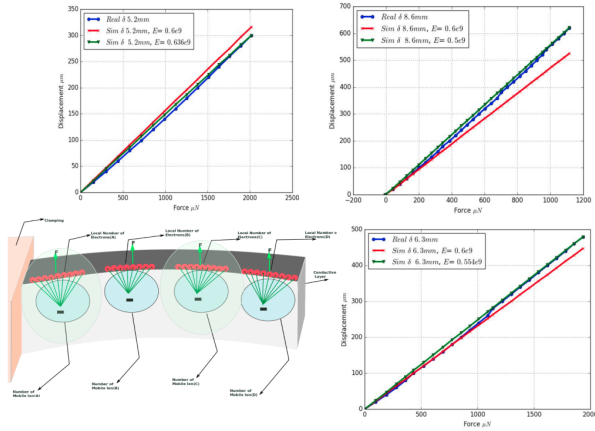 Real δ 5.2mm
Sim δ 5.2mm, E= 0.6e9
Sim δ 5.2mm, E= 0.636e9
Displacement μm
350
300
250
200
150
100
50
0
0 500 1000 1500 2000 2500
Force μN
Real δ 8.6mm
Sim δ 8.6mm, E= 0.6e9
Sim δ 8.6mm, E= 0.5e9
Displacement μm
700
600
500
400
300
200
100
0
−200 0 200 400 600 800 1000 1200
Force μN
Clamping
Local Number of
Electrons(A)
Local Number of
Electrons(B)
Local Number of
Electrons(C)
Local Number o
Electrons(D)
F
F
F
F
Conductive
Layer
Number of
Mobile Ion(A)
Number of
Mobile Ion(B)
Number of
Mobile Ion(C)
Number of
Mobile Ion(D)
Real δ 6.3mm
Sim δ 6.3mm, E= 0.6e9
Sim δ 6.3mm, E= 0.554e9
Displacement μm
500
400
300
200
100
0
0 500 1000 1500 2000
Force μN